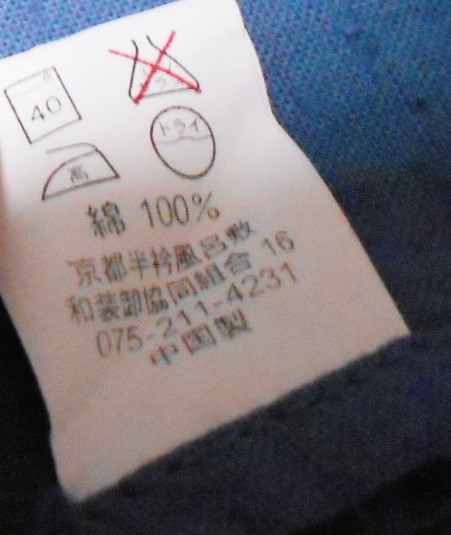 40
高
ドライ
綿 100%
京都半衿風呂敷
和装卸協同組合 16
075-211-4231
中国製